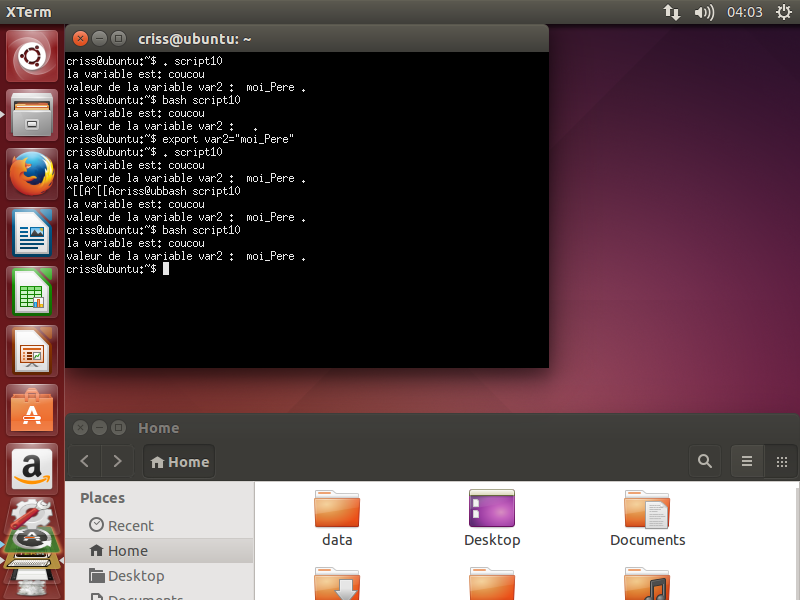 XTerm
04:03
criss@ubuntu: ~
criss@ubuntu:~$ . script10
la variable est: coucou
valeur de la variable var2 :  moi_Pere .
criss@ubuntu:~$ bash script10
la variable est: coucou
valeur de la variable var2 :   .
criss@ubuntu:~$ export var2="moi_Pere"
criss@ubuntu:~$ . script10
la variable est: coucou
valeur de la variable var2 :  moi_Pere .
^[[A^[[Acriss@ubbash script10
la variable est: coucou
valeur de la variable var2 :  moi_Pere .
criss@ubuntu:~$ bash script10
la variable est: coucou
valeur de la variable var2 :  moi_Pere .
criss@ubuntu:~$
Home
Home
Places
Recent
Home
Desktop
Documents
data
Desktop
Documents